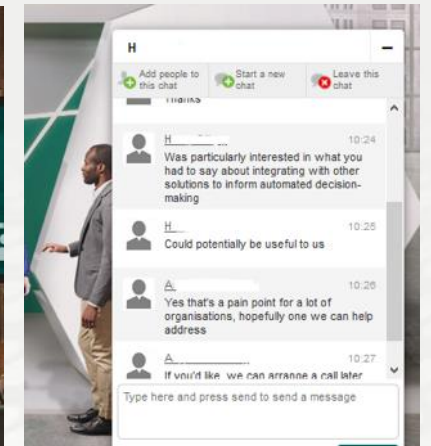 H
Add people to
this chat
Start a new
chat
Leave this
chat
Thanks
H 10:24
Was particularly interested in what you
had to say about integrating with other
solutions to inform automated decision-
making
H 10:25
Could potentially be useful to us
A 10:26
Yes that's a pain point for a lot of
organisations, hopefully one we can help
address
A 10:27
If you'd like, we can arrange a call later
Type here and press send to send a message